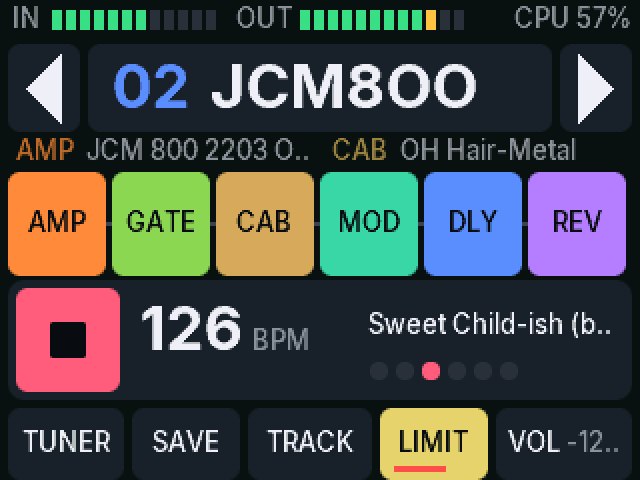 IN OUT CPU 57%
02 JCM800
AMP JCM 800 2203 O.. CAB OH Hair-Metal
AMP GATE CAB MOD DLY REV
126 BPM Sweet Child-ish (b..
TUNER SAVE TRACK LIMIT VOL -12..